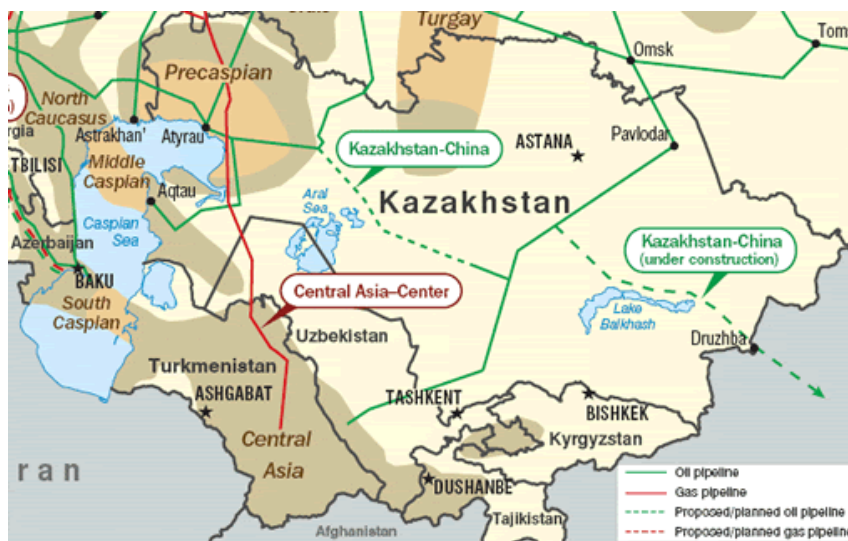 Turgay
Tom
Omsk
Precaspian
North
Caucasus
Astrakhan'
Atyrau
ASTANA
Pavlodar
rgia
TBILISI
Middle
Caspian
Kazakhstan-China
Aqtau
Aral
Sea
Kazakhstan
Caspian
Sea
Azerbaijan
BAKU
South
Caspian
Kazakhstan-China
(under construction)
Central Asia–Center
Lake
Balkhash
Druzhba
Uzbekistan
Turkmenistan
ASHGABAT
TASHKENT
BISHKEK
Central
Asia
Kyrgyzstan
ran
DUSHANBE
Tajikistan
Afghanistan
Oil pipeline
Gas pipeline
Proposed/planned oil pipeline
Proposed/planned gas pipeline